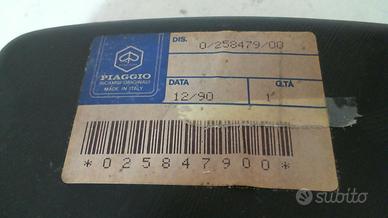 DIS.
0/258479/00
PIAGGIO
RICAMBI ORIGINALI
MADE IN ITALY
DATA
Q.TÀ
12/90
1
*025847900*
subito